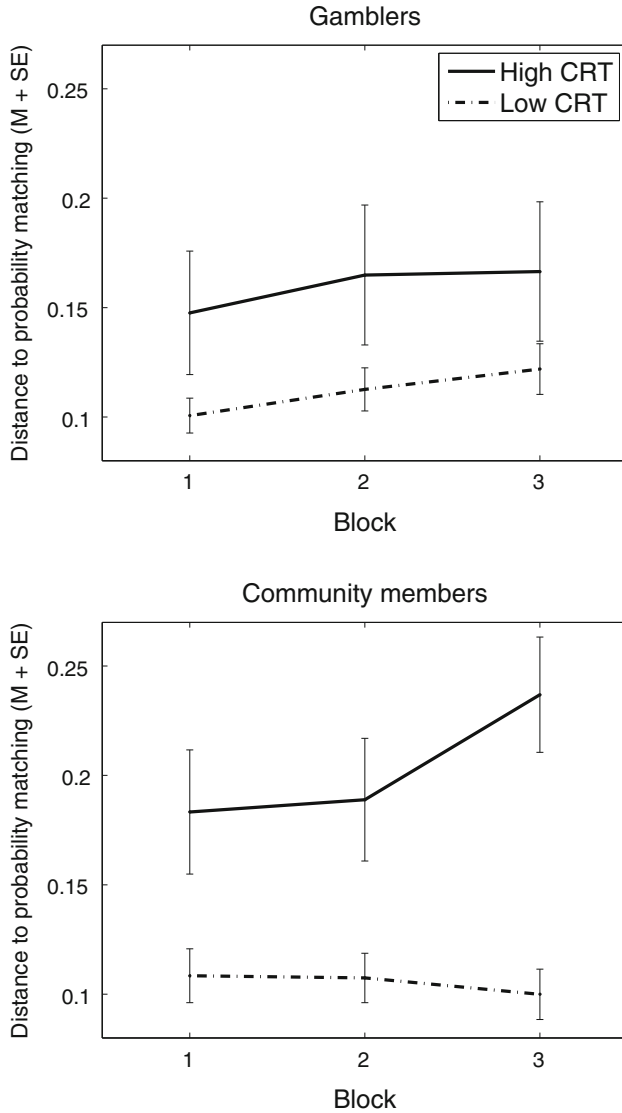 Gamblers
Distance to probability matching (M + SE)
0.25
0.2
0.15
0.1
High CRT
Low CRT
1
2
3
Block
Community members
Distance to probability matching (M + SE)
0.25
0.2
0.15
0.1
1
2
3
Block